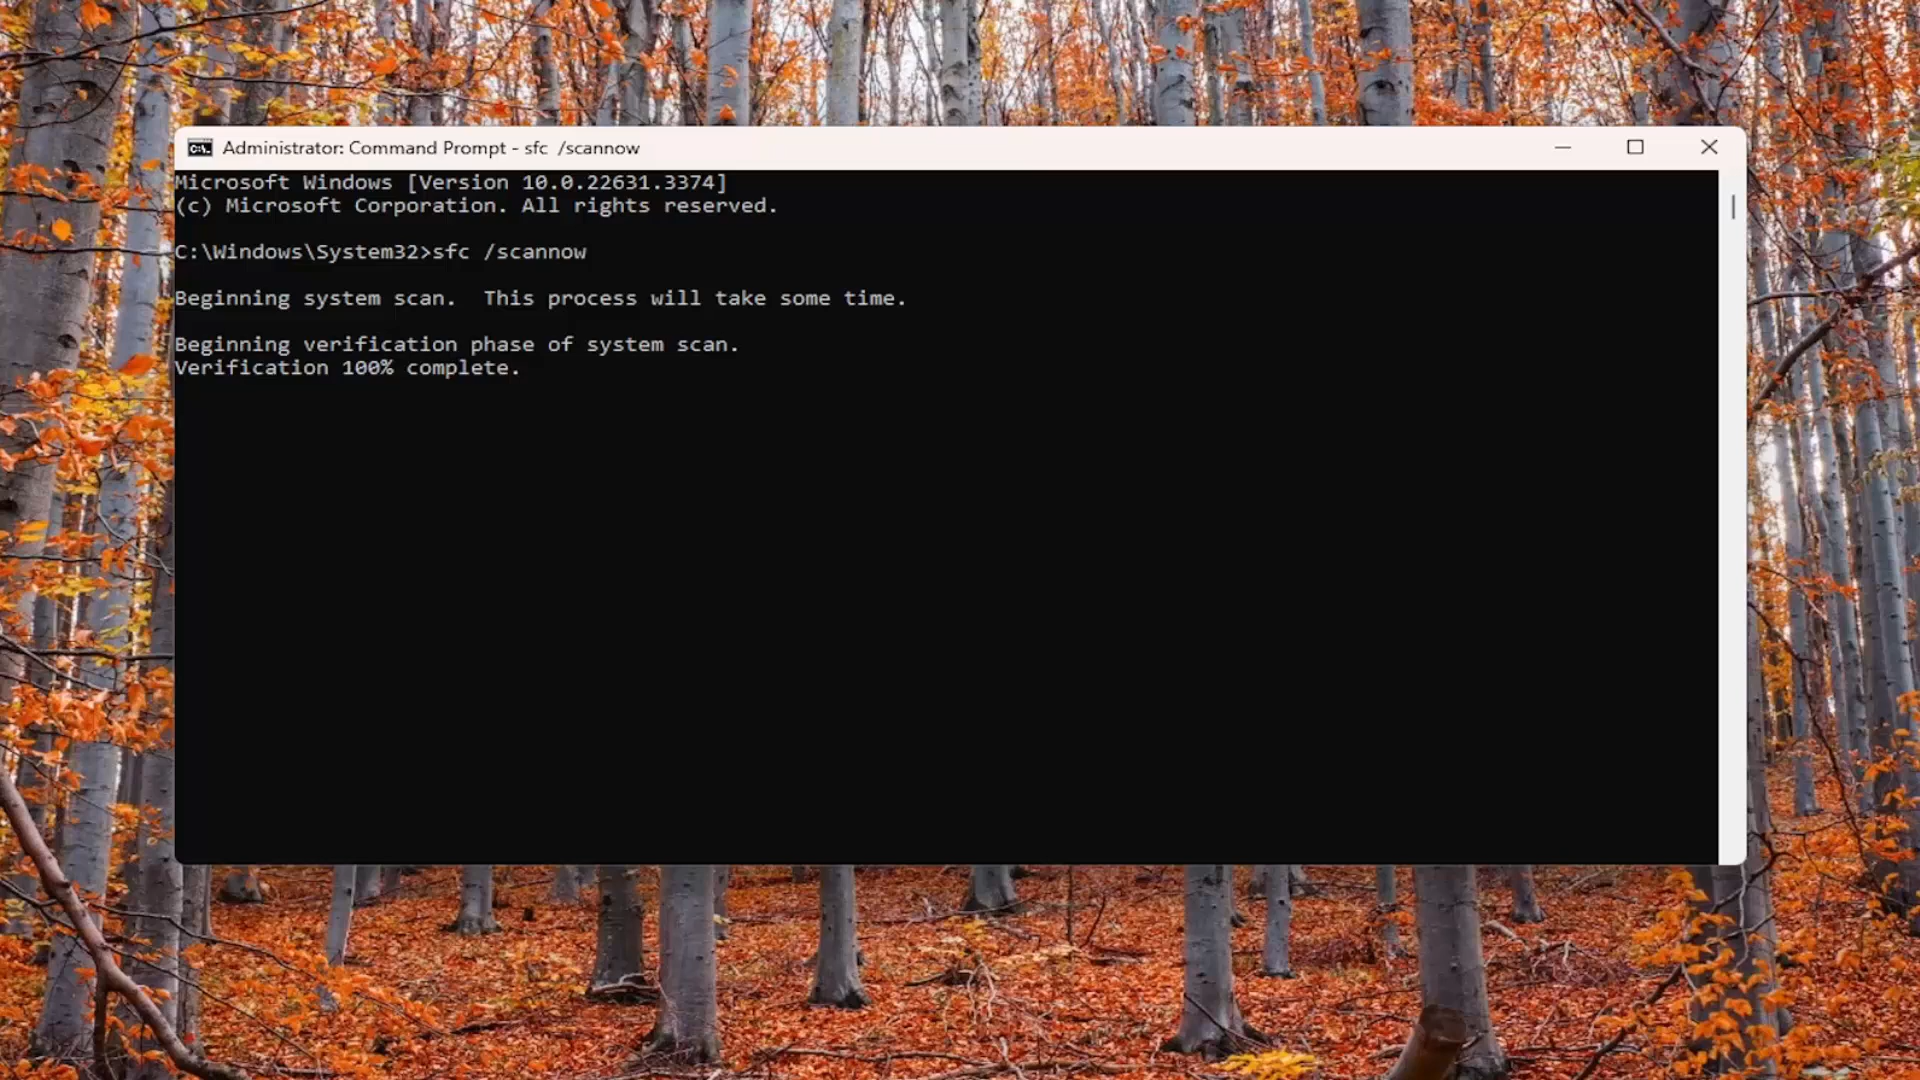 Administrator: Command Prompt - sfc  /scannow
Microsoft Windows [Version 10.0.22631.3374]
(c) Microsoft Corporation. All rights reserved.
C:\Windows\System32>sfc /scannow
Beginning system scan.  This process will take some time.
Beginning verification phase of system scan.
Verification 100% complete.